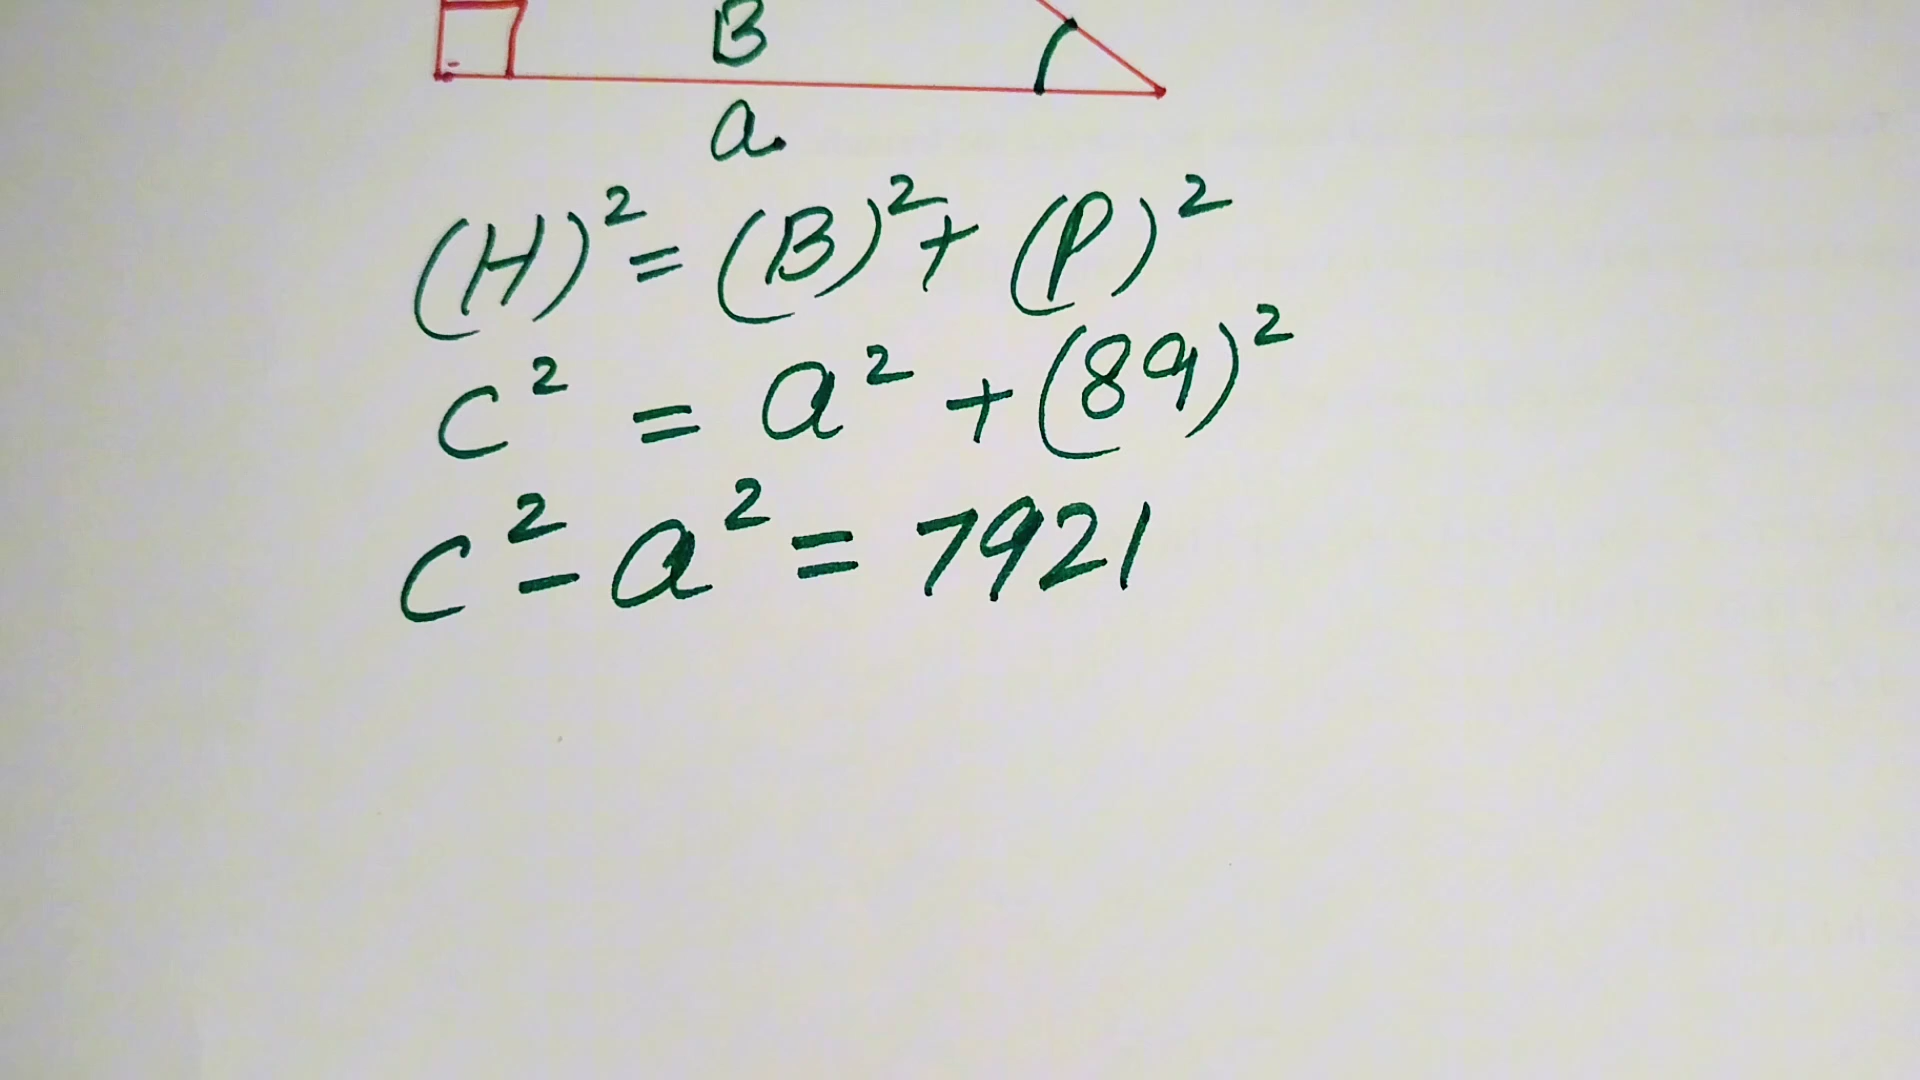 B
a
(H)² = (B)² + (P)²
c² = a² + (89)²
c² - a² = 7921